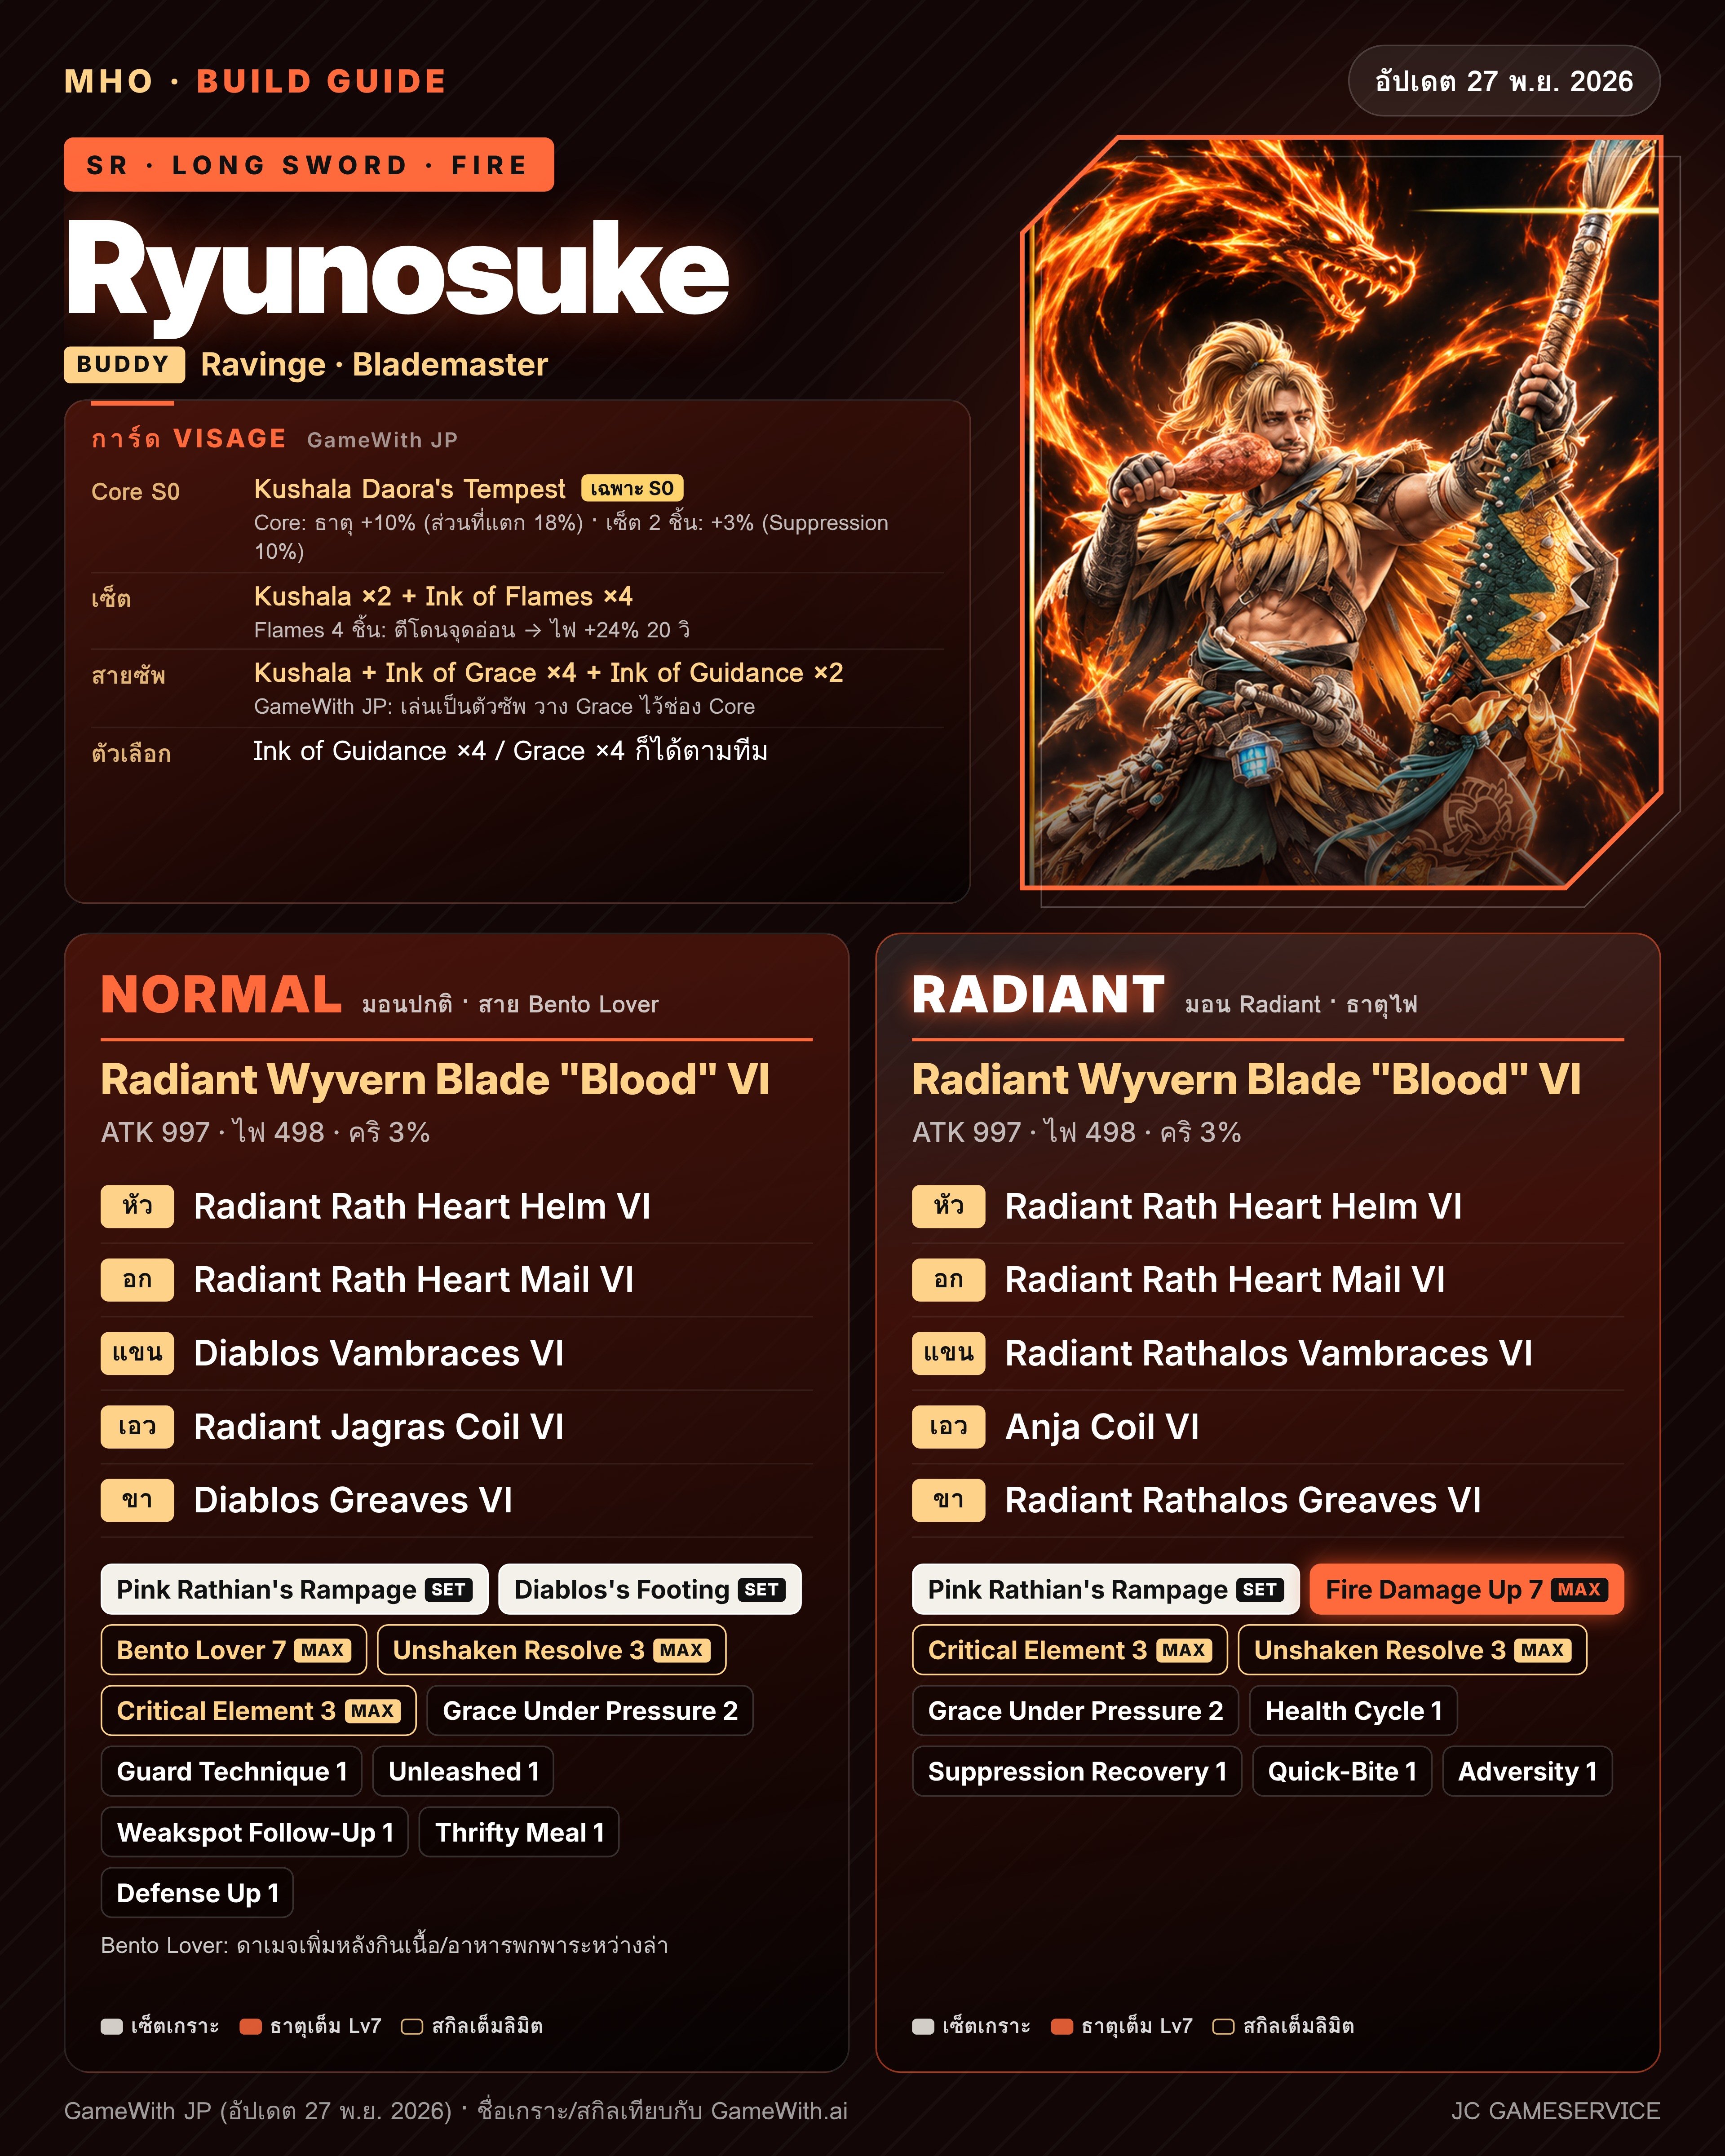 MHO · BUILD GUIDE
อัปเดต 27 พ.ย. 2026
SR · LONG SWORD · FIRE
Ryunosuke
BUDDY Ravinge · Blademaster
การ์ด VISAGE GameWith JP
Core S0 Kushala Daora's Tempest เฉพาะ S0
Core: ธาตุ +10% (ส่วนที่แตก 18%) · เซ็ต 2 ชิ้น: +3% (Suppression
10%)
เซ็ต Kushala ×2 + Ink of Flames ×4
Flames 4 ชิ้น: ตีโดนจุดอ่อน → ไฟ +24% 20 วิ
สายซัพ Kushala + Ink of Grace ×4 + Ink of Guidance ×2
GameWith JP: เล่นเป็นตัวซัพ วาง Grace ไว้ช่อง Core
ตัวเลือก Ink of Guidance ×4 / Grace ×4 ก็ได้ตามทีม
NORMAL มอนปกติ · สาย Bento Lover
Radiant Wyvern Blade "Blood" VI
ATK 997 · ไฟ 498 · คริ 3%
หัว Radiant Rath Heart Helm VI
อก Radiant Rath Heart Mail VI
แขน Diablos Vambraces VI
เอว Radiant Jagras Coil VI
ขา Diablos Greaves VI
Pink Rathian's Rampage SET Diablos's Footing SET
Bento Lover 7 MAX Unshaken Resolve 3 MAX
Critical Element 3 MAX Grace Under Pressure 2
Guard Technique 1 Unleashed 1
Weakspot Follow-Up 1 Thrifty Meal 1
Defense Up 1
Bento Lover: ดาเมจเพิ่มหลังกินเนื้อ/อาหารพกพาระหว่างล่า
เซ็ตเกราะ ธาตุเต็ม Lv7 สกิลเต็มลิมิต
RADIANT มอน Radiant · ธาตุไฟ
Radiant Wyvern Blade "Blood" VI
ATK 997 · ไฟ 498 · คริ 3%
หัว Radiant Rath Heart Helm VI
อก Radiant Rath Heart Mail VI
แขน Radiant Rathalos Vambraces VI
เอว Anja Coil VI
ขา Radiant Rathalos Greaves VI
Pink Rathian's Rampage SET Fire Damage Up 7 MAX
Critical Element 3 MAX Unshaken Resolve 3 MAX
Grace Under Pressure 2 Health Cycle 1
Suppression Recovery 1 Quick-Bite 1 Adversity 1
เซ็ตเกราะ ธาตุเต็ม Lv7 สกิลเต็มลิมิต
GameWith JP (อัปเดต 27 พ.ย. 2026) · ชื่อเกราะ/สกิลเทียบกับ GameWith.ai
JC GAMESERVICE